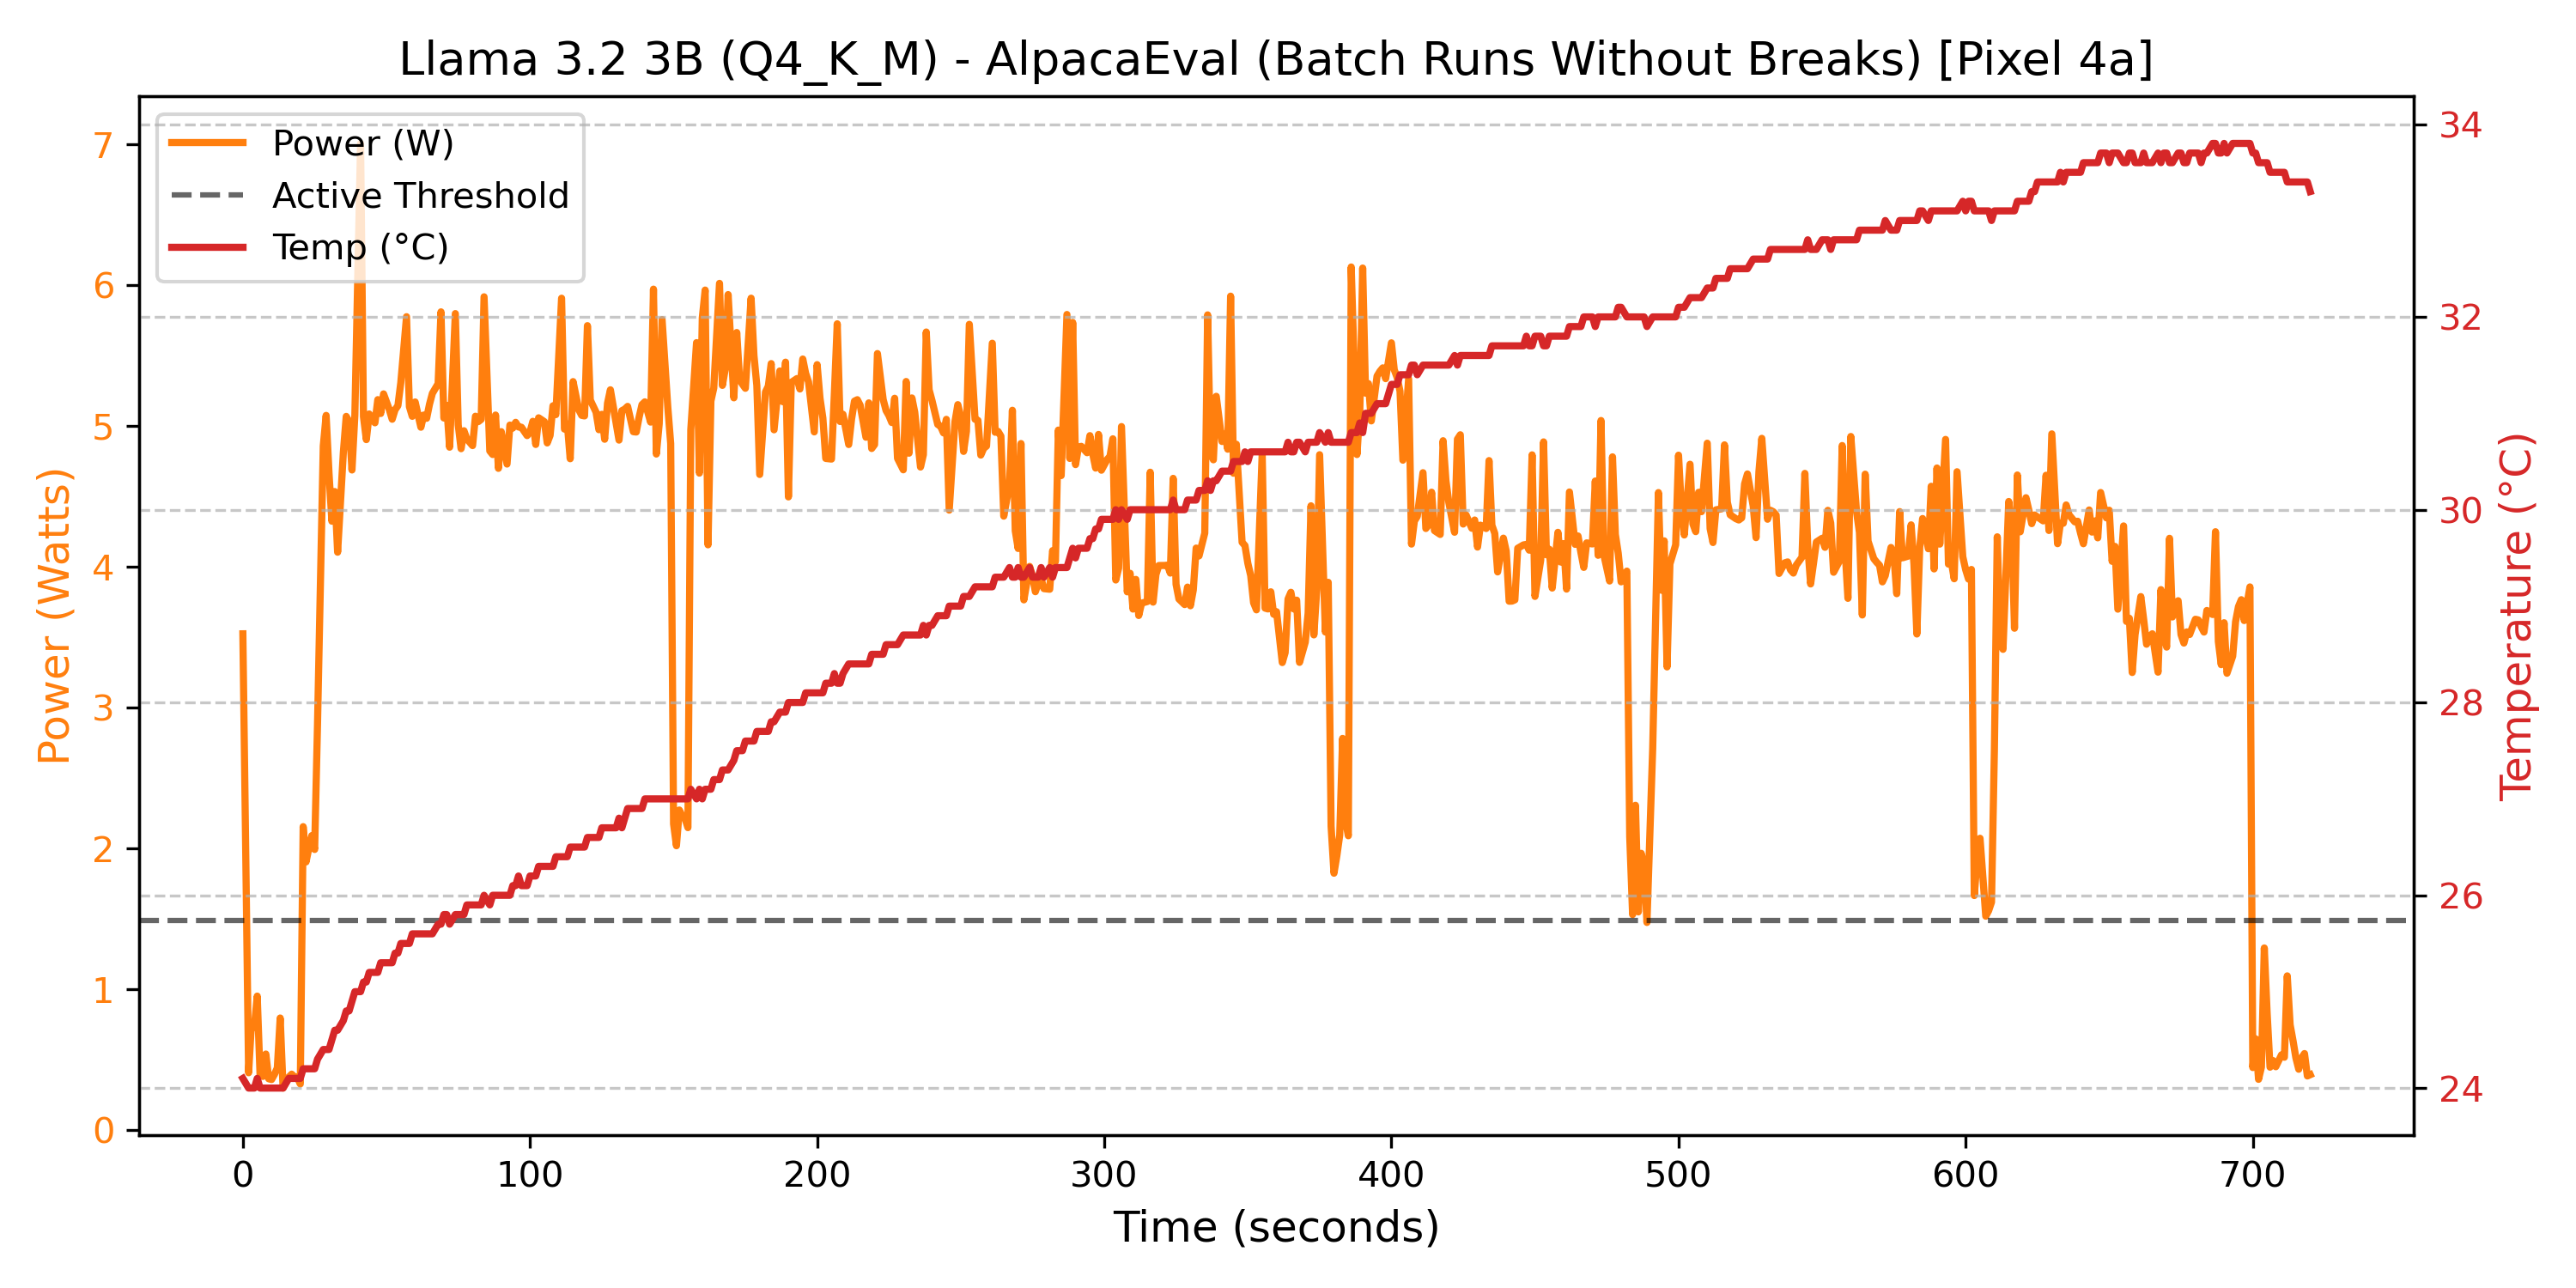 Llama 3.2 3B (Q4_K_M) - AlpacaEval (Batch Runs Without Breaks) [Pixel 4a]
Power (W)
Active Threshold
Temp (°C)
7
6
5
4
3
2
1
0
Power (Watts)
34
32
30
28
26
24
Temperature (°C)
0 100 200 300 400 500 600 700
Time (seconds)